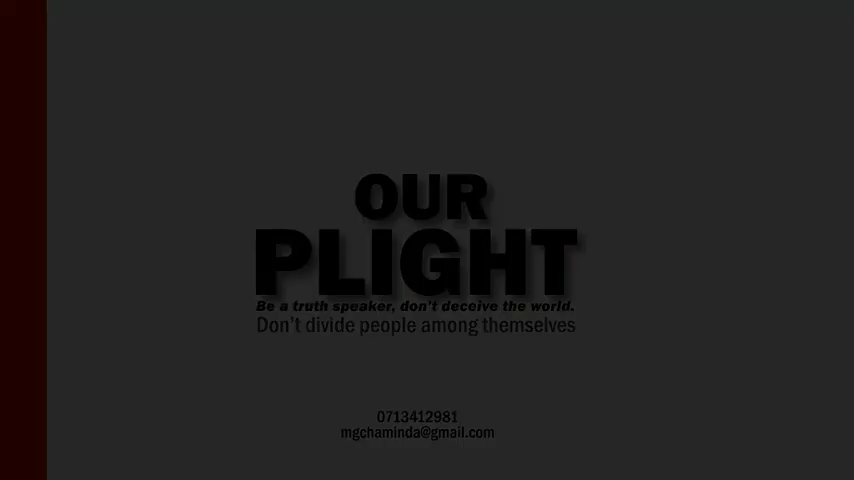 OUR
PLIGHT
Be a truth speaker, don't deceive the world.
Don't divide people among themselves
0713412981
mgchaminda@gmail.com